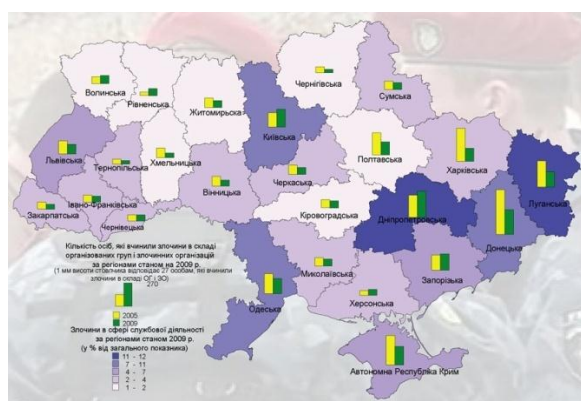 Чернігівська
Волинська
Рівненська
Сумська
Житомирська
Київська
Львівська
Тернопільська
Хмельницька
Полтавська
Харківська
Луганська
Івано-Франківська
Закарпатська
Вінницька
Черкаська
Чернівецька
Кіровоградська
Дніпропетровська
Донецька
Миколаївська
Запорізька
Одеська
Херсонська
Автономна Республіка Крим
Кількість осіб, які вчинили злочини в складі
організованих груп і злочинних організацій
за регіонами станом на 2009 р.
(1 мм висоти стовпчика відповідає 27 особам, які вчинили
злочини в складі ОГ (ЗО)
270
2005
2009
Злочини в сфері службової діяльності
за регіонами станом 2009 р.
(у % від загального показника)
11 - 12
7 - 11
4 - 7
2 - 4
1 - 2